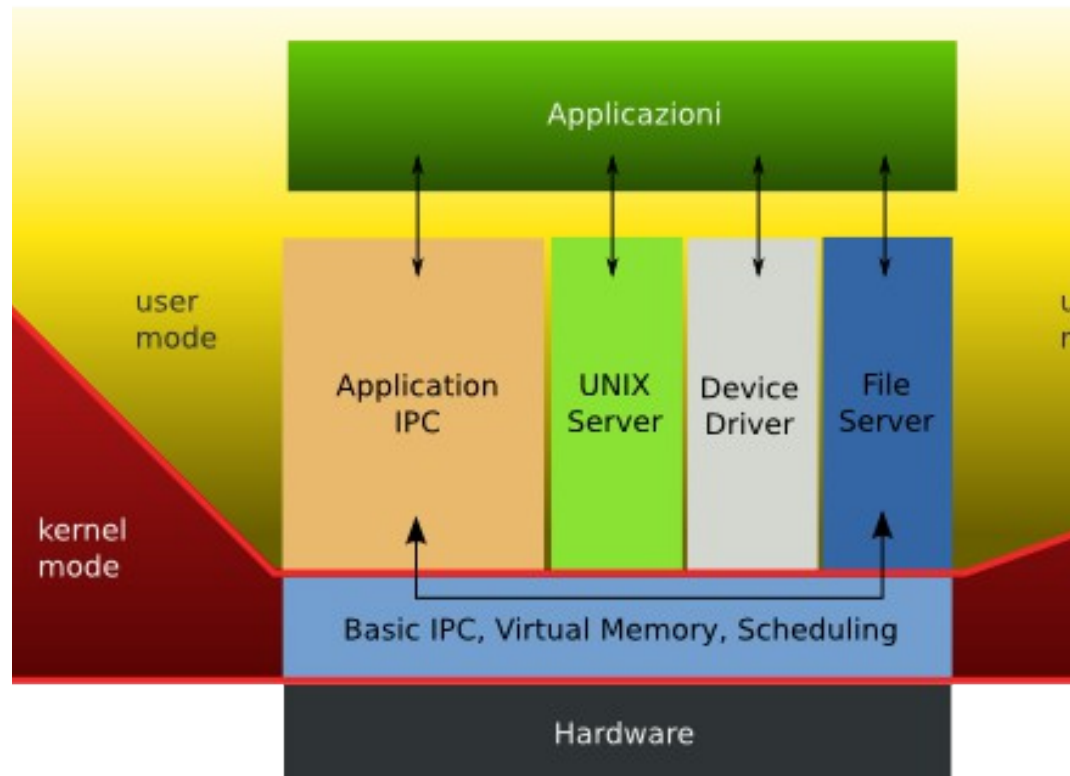 Applicazioni
user
mode
Application
IPC
UNIX
Server
Device
Driver
File
Server
kernel
mode
Basic IPC, Virtual Memory, Scheduling
Hardware